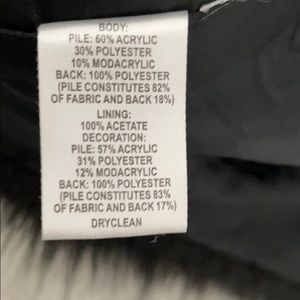 BODY:
PILE: 60% ACRYLIC
30% POLYESTER
10% MODACRYLIC
BACK: 100% POLYESTER
(PILE CONSTITUTES 82%
OF FABRIC AND BACK 18%)
LINING:
100% ACETATE
DECORATION:
PILE: 57% ACRYLIC
31% POLYESTER
12% MODACRYLIC
BACK: 100% POLYESTER
(PILE CONSTITUTES 83%
OF FABRIC AND BACK 17%)
DRYCLEAN